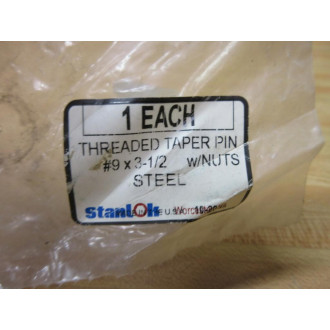 1 EACH
THREADED TAPER PIN
#9 x 3-1/2 w/NUTS
STEEL
Stanlok